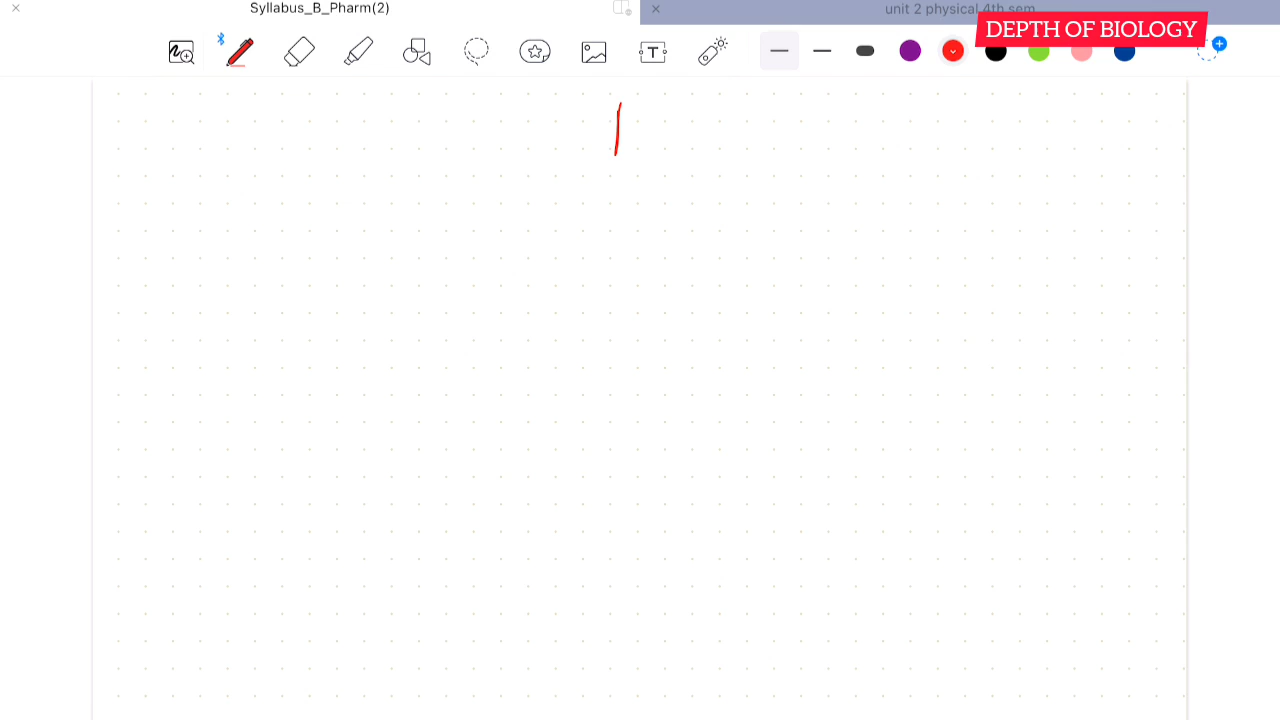 Syllabus_B_Pharm(2)
unit 2 physical 4th sem
DEPTH OF BIOLOGY
T